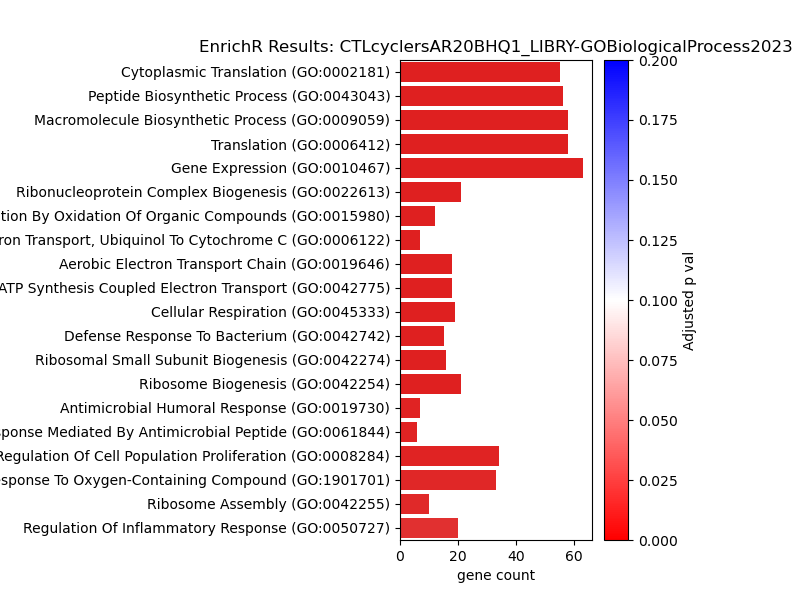 EnrichR Results: CTLcyclersAR20BHQ1_LIBRY-GOBiologicalProcess2023
Cytoplasmic Translation (GO:0002181)
Peptide Biosynthetic Process (GO:0043043)
Macromolecule Biosynthetic Process (GO:0009059)
Translation (GO:0006412)
Gene Expression (GO:0010467)
Ribonucleoprotein Complex Biogenesis (GO:0022613)
By Oxidation Of Organic Compounds (GO:0015980)
Transport, Ubiquinol To Cytochrome C (GO:0006122)
Aerobic Electron Transport Chain (GO:0019646)
ATP Synthesis Coupled Electron Transport (GO:0042775)
Cellular Respiration (GO:0045333)
Defense Response To Bacterium (GO:0042742)
Ribosomal Small Subunit Biogenesis (GO:0042274)
Ribosome Biogenesis (GO:0042254)
Antimicrobial Humoral Response (GO:0019730)
Mediated By Antimicrobial Peptide (GO:0061844)
Regulation Of Cell Population Proliferation (GO:0008284)
To Oxygen-Containing Compound (GO:1901701)
Ribosome Assembly (GO:0042255)
Regulation Of Inflammatory Response (GO:0050727)
0 20 40 60
gene count
0.200
0.175
0.150
0.125
0.100
0.075
0.050
0.025
0.000
Adjusted p val